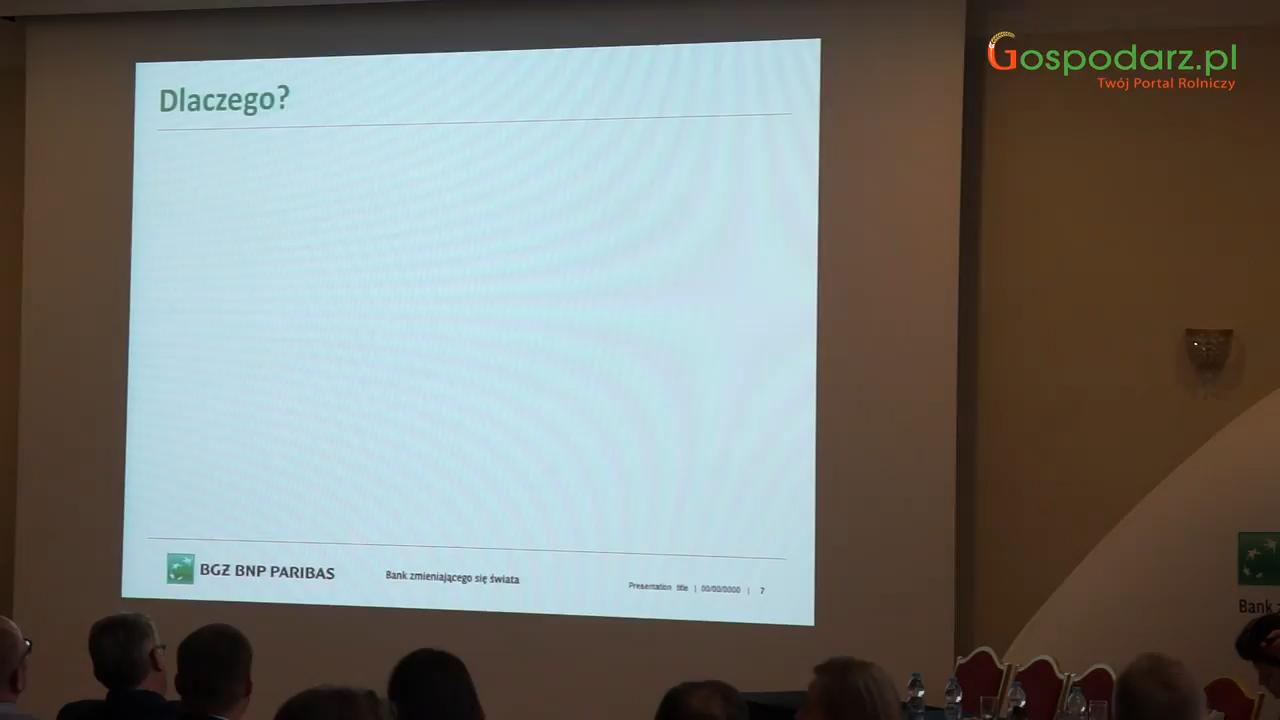 Gospodarz.pl
Twój Portal Rolniczy
Dlaczego?
BGŻ BNP PARIBAS
Bank zmieniającego się świata
Presentation title | 00/00/0000 | 7
Bank